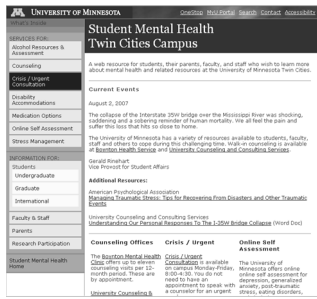 UNIVERSITY OF MINNESOTA
OneStop MyU Portal Search Contact Accessibility
What's Inside
SERVICES FOR:
Alcohol Resources &
Assessment
Counseling
Crisis / Urgent
Consultation
Disability
Accommodations
Medication Options
Online Self Assessment
Stress Management
INFORMATION FOR:
Students
Undergraduate
Graduate
International
Faculty & Staff
Parents
Research Participation
Student Mental Health
Home
Student Mental Health
Twin Cities Campus
A web resource for students, their parents, faculty, and staff who wish to learn more
about mental health and related resources at the University of Minnesota Twin Cities.
Current Events
August 2, 2007
The collapse of the Interstate 35W bridge over the Mississippi River was shocking,
saddening and a sobering reminder of human mortality. We all feel the pain and
suffer this loss that hits so close to home.
The University of Minnesota has a variety of resources available to students, faculty,
staff and others to cope during this challenging time. Walk-in counseling is available
at Boynton Health Service and University Counseling and Consulting Services.
Gerald Rinehart
Vice Provost for Student Affairs
Additional Resources:
American Psychological Association
Managing Traumatic Stress: Tips for Recovering From Disasters and Other Traumatic
Events
University Counseling and Consulting Services
Understanding Our Personal Responses To The I-35W Bridge Collapse (Word Doc)
Counseling Offices
The Boynton Mental Health
Clinic offers up to eleven
counseling visits per 12-
month period. These are
by appointment.
University Counseling &
Crisis / Urgent
Crisis / Urgent
Consultation is available
on campus Monday-Friday,
8:00-4:30. You do not
need to have an
appointment to speak with
a counselor for an urgent
Online Self
Assessment
The University of
Minnesota offers online
online self assessment for
depression, generalized
anxiety, post-traumatic
stress, eating disorders,